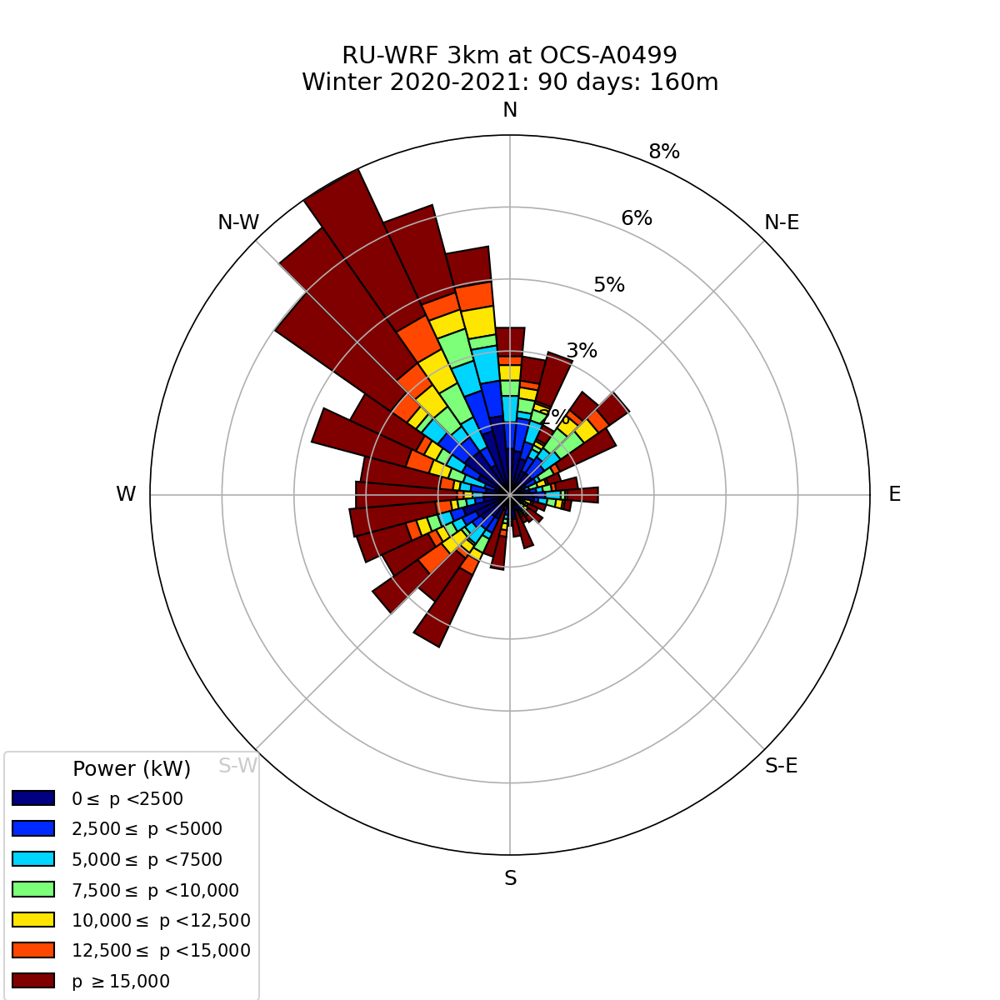 RU-WRF 3km at OCS-A0499
Winter 2020-2021: 90 days: 160m
N
8%
N-W
6%
N-E
5%
3%
2%
W
E
S-W
S-E
S
Power (kW)
0≤ p <2500
2,500≤ p <5000
5,000≤ p <7500
7,500≤ p <10,000
10,000≤ p <12,500
12,500≤ p <15,000
p ≥15,000